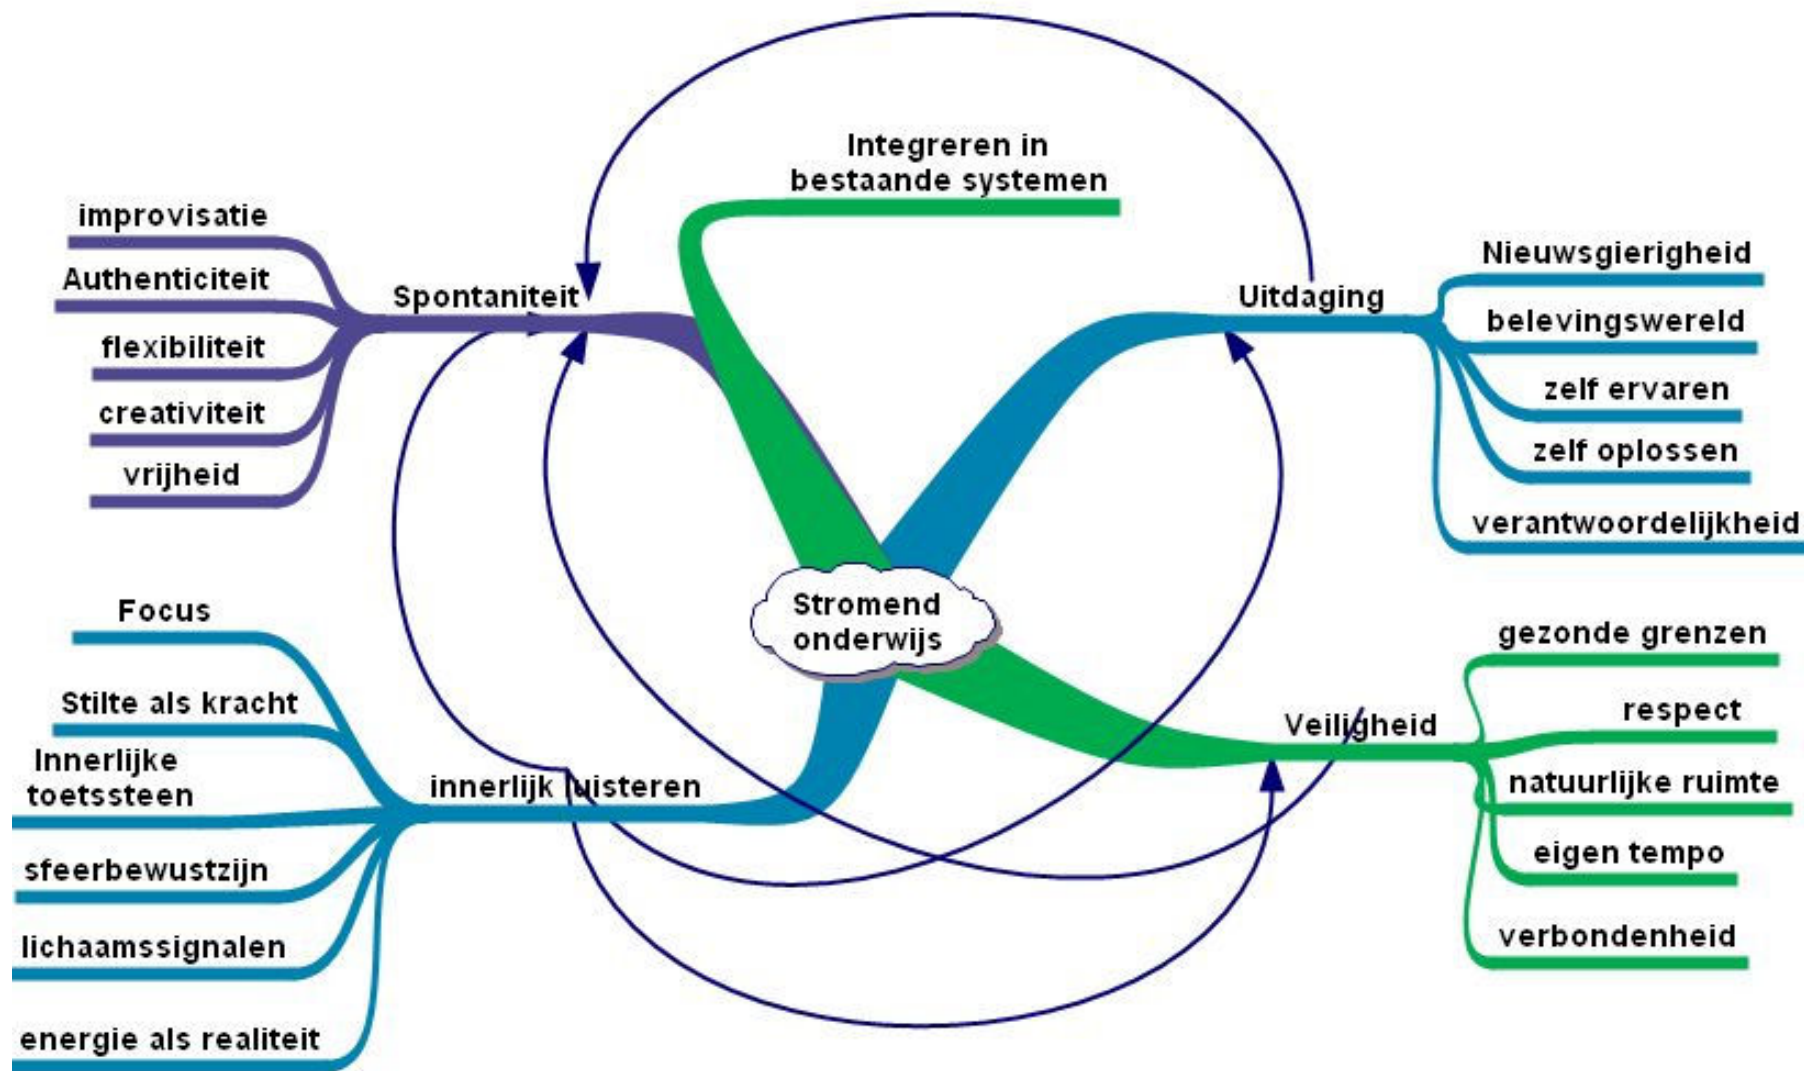 Integreren in
bestaande systemen
improvisatie
Authenticiteit
flexibiliteit
creativiteit
vrijheid
Spontaniteit
Uitdaging
Nieuwsgierigheid
belevingswereld
zelf ervaren
zelf oplossen
verantwoordelijkheid
Stromend
onderwijs
Focus
Stilte als kracht
Innerlijke
toetssteen
sfeerbewustzijn
lichaamssignalen
energie als realiteit
innerlijk luisteren
Veiligheid
gezonde grenzen
respect
natuurlijke ruimte
eigen tempo
verbondenheid